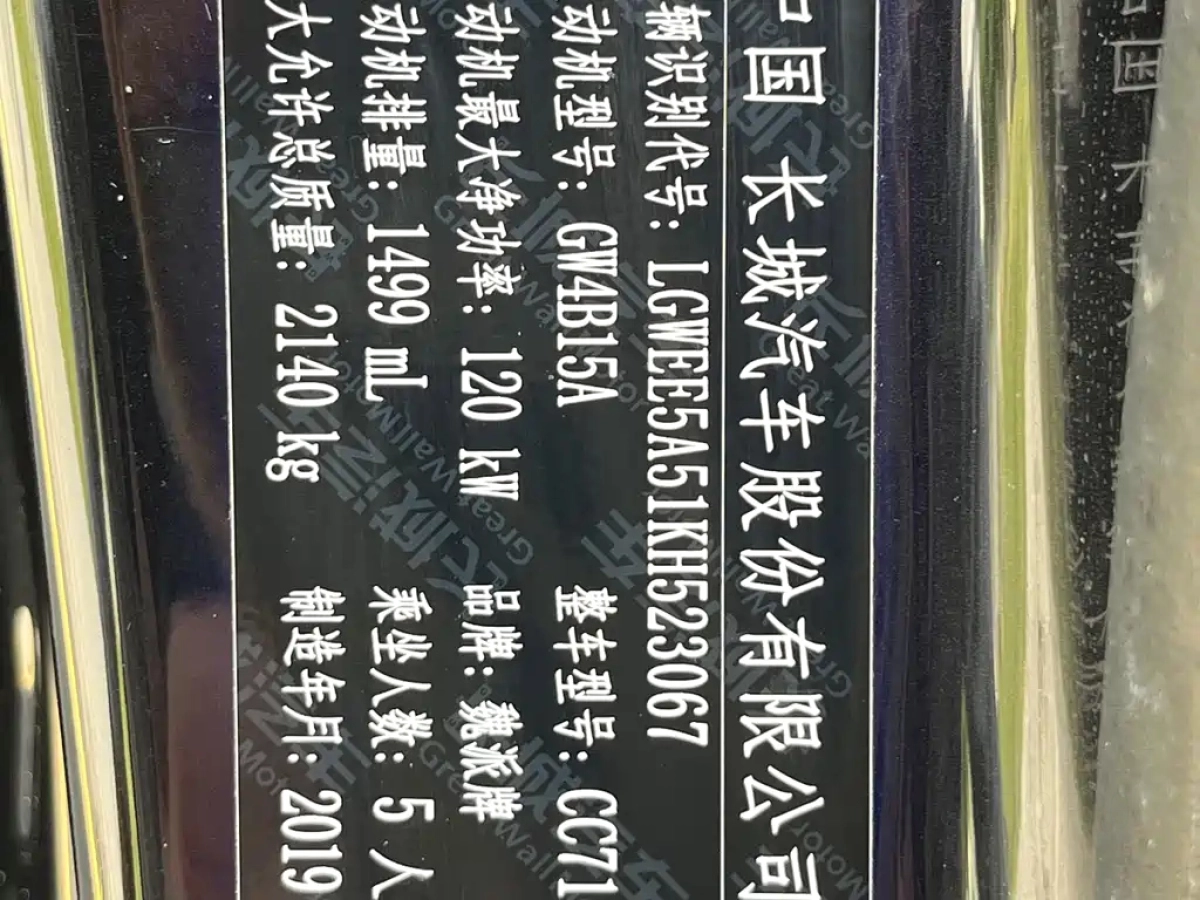 中国 长城汽车股份有限公司
辆识别代号: LGWEE5A51KH523067
动机型号: GW4B15A 整车型号: CC71
动机最大净功率: 120 kW 品牌: 魏派牌
动机排量: 1499 mL 乘坐人数: 5 人
大允许总质量: 2140 kg 制造年月: 2019